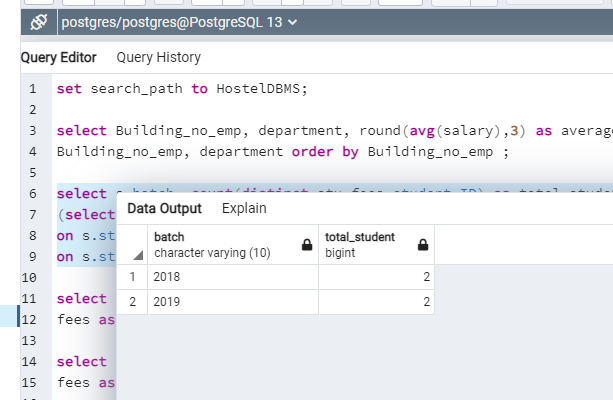 postgres/postgres@PostgreSQL 13
Query Editor Query History
1 set search_path to HostelDBMS;
2
3 select Building_no_emp, department, round(avg(salary),3) as average
4 Building_no_emp, department order by Building_no_emp ;
5
6 select s.batch, count(distinct stu_fees.student_ID) as total_stude
7 (select
8 on s.st
9 on s.st
10
11 select
12 fees as
13
14 select
15 fees as
Data Output Explain
batch total_student
character varying (10) bigint
1 2018 2
2 2019 2